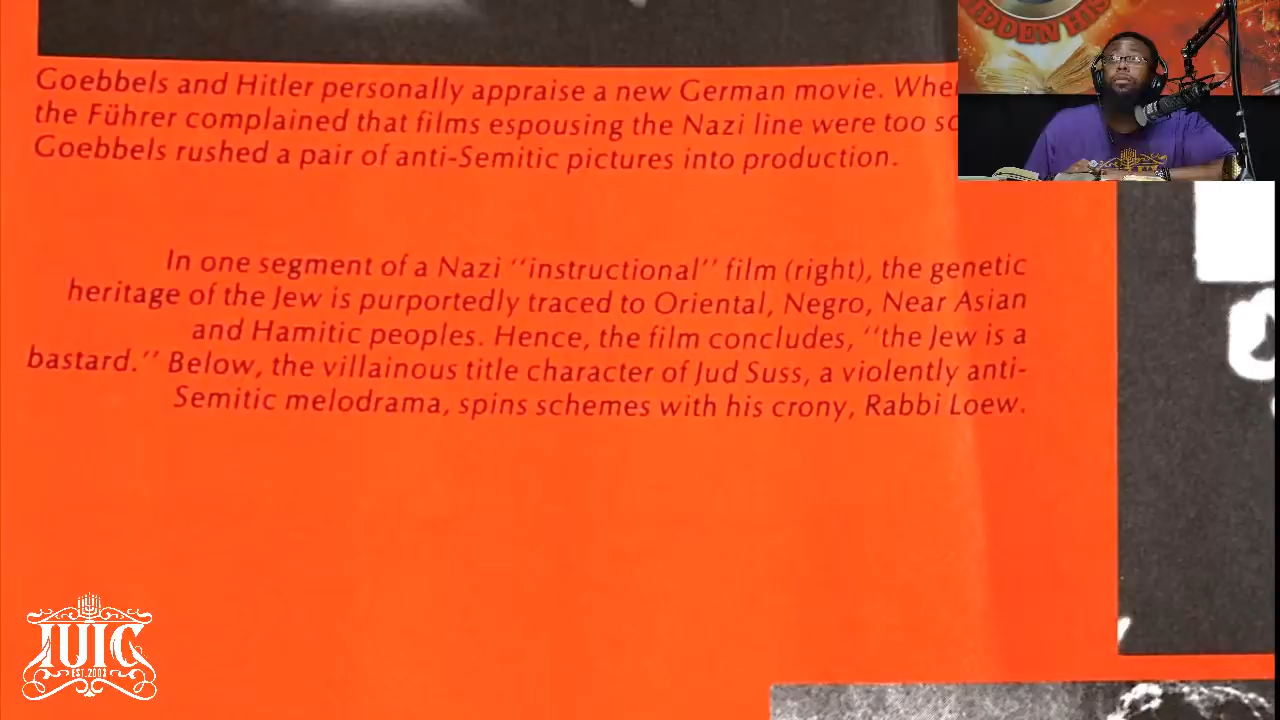 Goebbels and Hitler personally appraise a new German movie.
the Führer complained that films espousing the Nazi line were too
Goebbels rushed a pair of anti-Semitic pictures into production.
In one segment of a Nazi ‘‘instructional’’ film (right), the genetic
heritage of the Jew is purportedly traced to Oriental, Negro, Near Asian
and Hamitic peoples. Hence, the film concludes, ‘‘the Jew is a
bastard.’’ Below, the villainous title character of Jud Suss, a violently anti-
Semitic melodrama, spins schemes with his crony, Rabbi Loew.
IUIC
EST. 2003